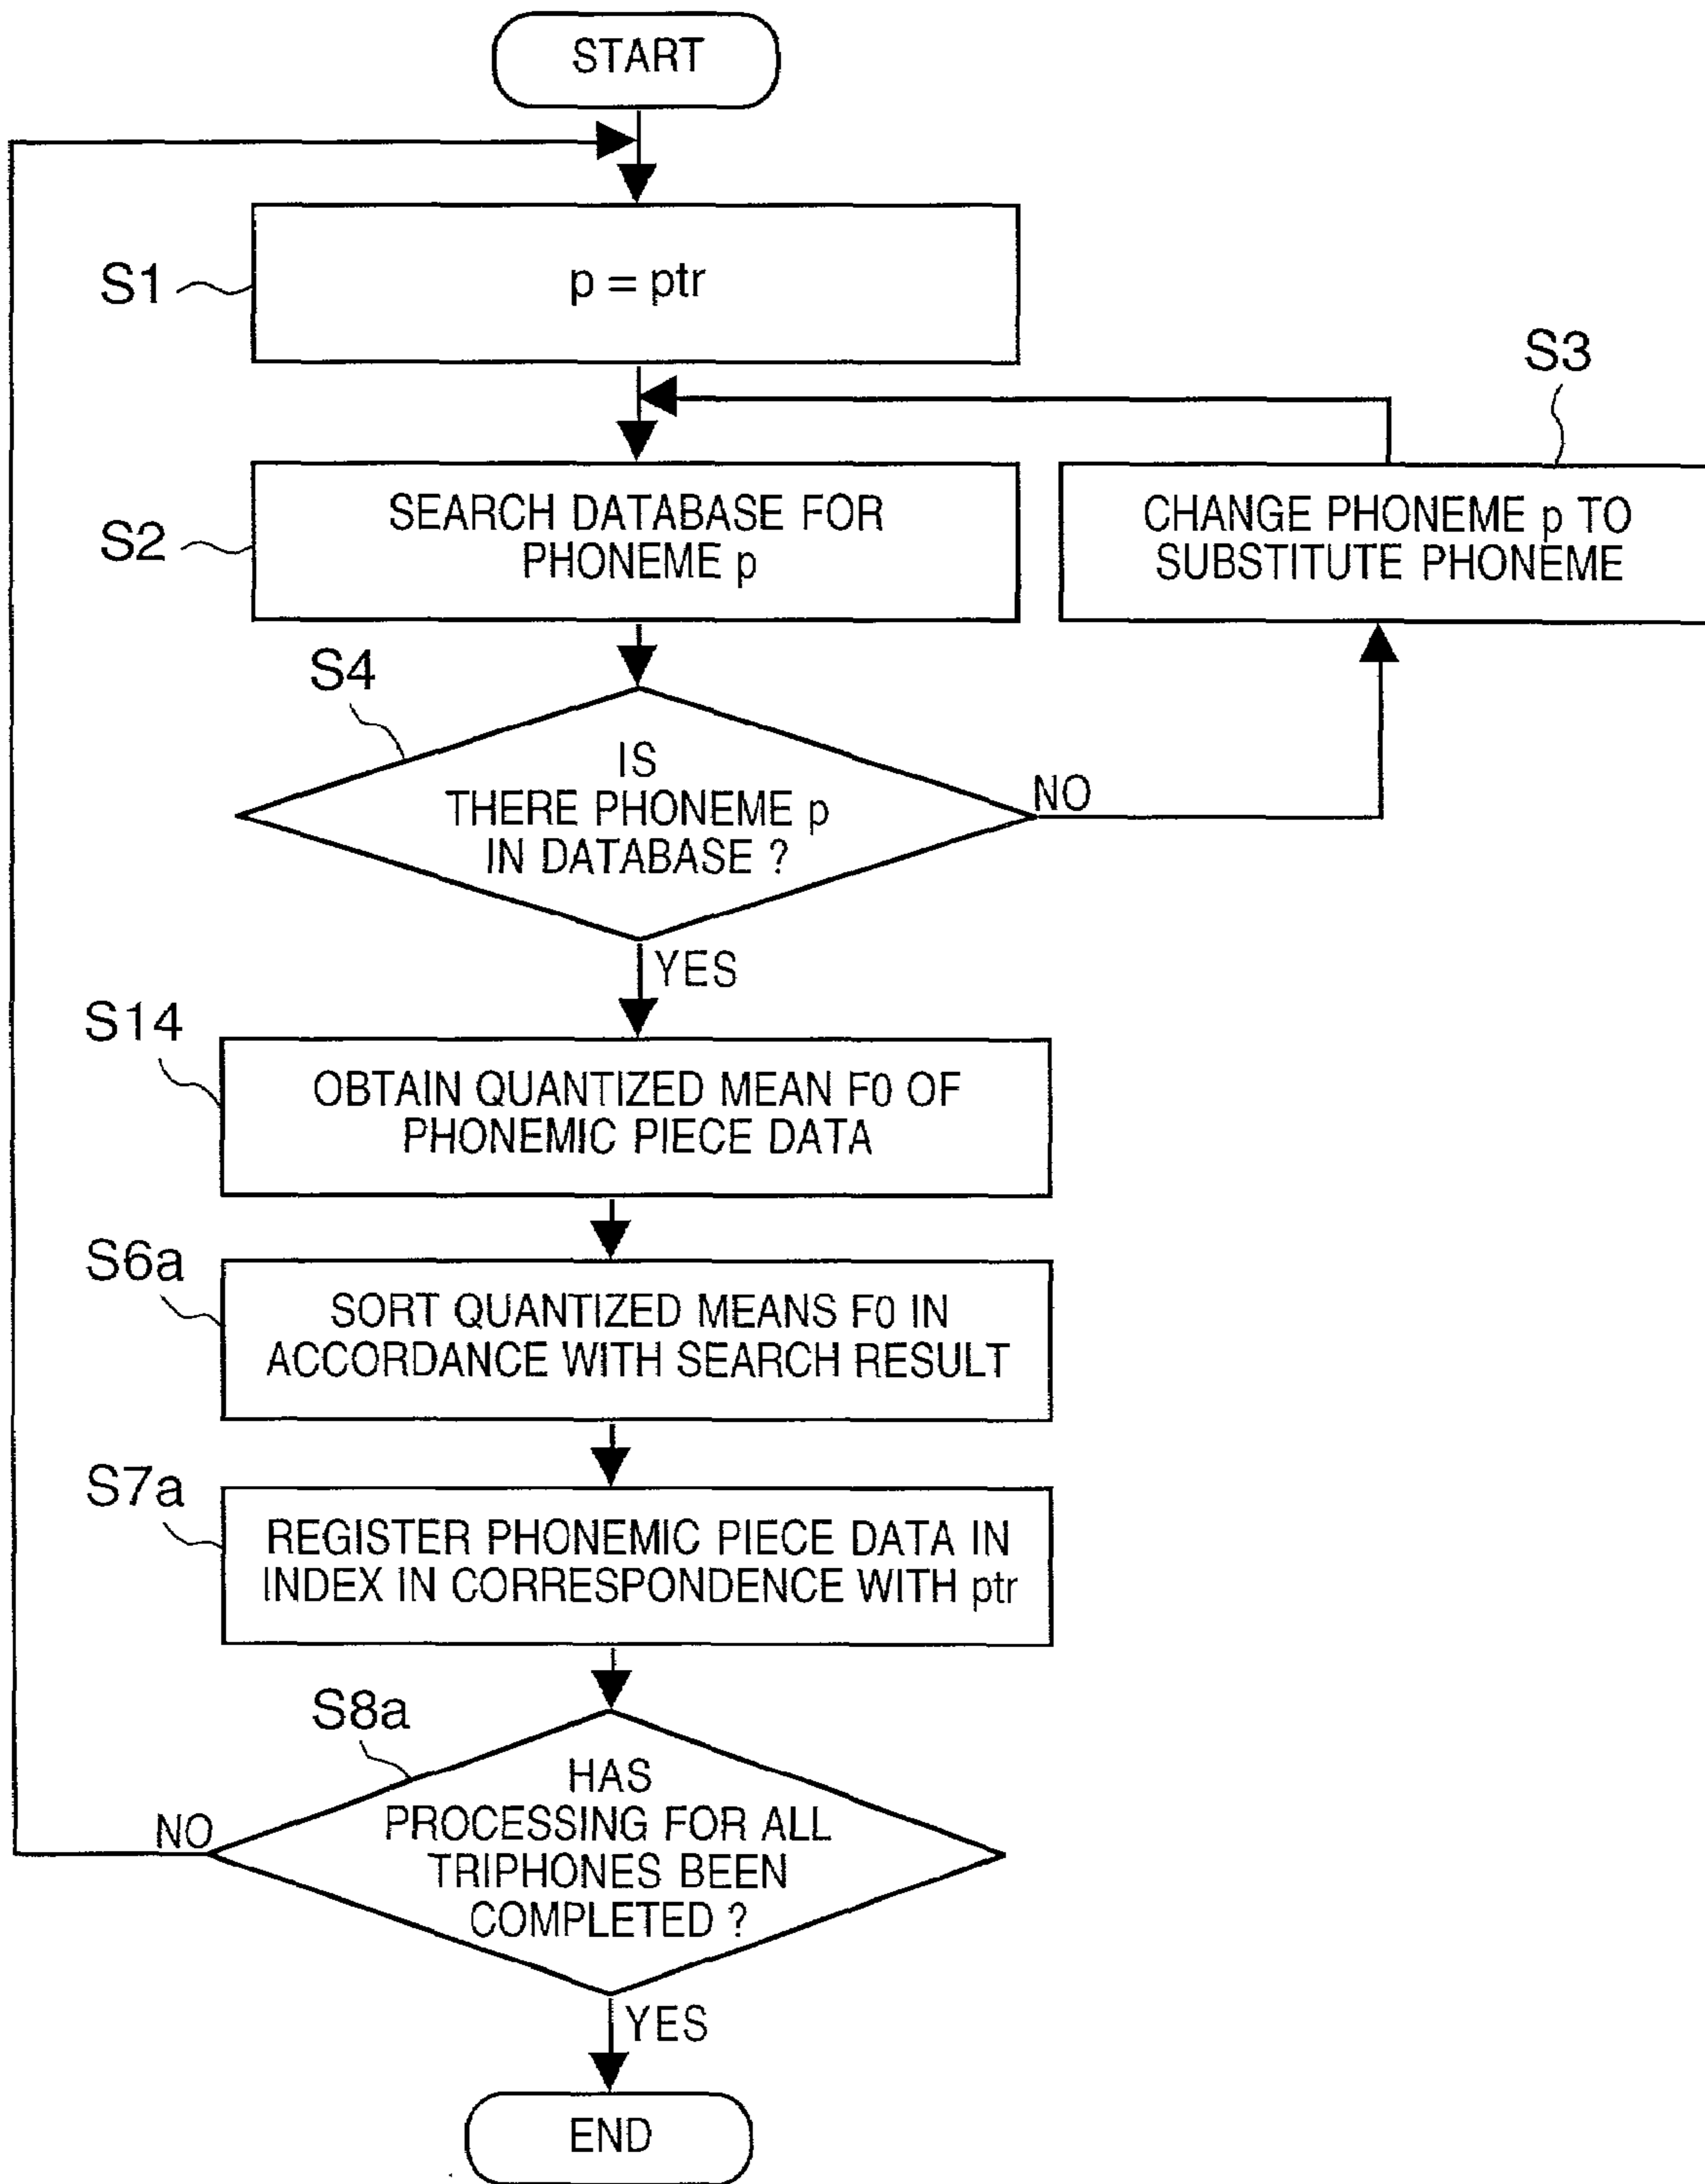 START
S1
p = ptr
S3
S2
SEARCH DATABASE FOR
PHONEME p
CHANGE PHONEME p TO
SUBSTITUTE PHONEME
S4
IS
THERE PHONEME p
IN DATABASE ?
NO
YES
S14
OBTAIN QUANTIZED MEAN F0 OF
PHONEMIC PIECE DATA
S6a
SORT QUANTIZED MEANS F0 IN
ACCORDANCE WITH SEARCH RESULT
S7a
REGISTER PHONEMIC PIECE DATA IN
INDEX IN CORRESPONDENCE WITH ptr
S8a
HAS
PROCESSING FOR ALL
TRIPHONES BEEN
COMPLETED ?
NO
YES
END